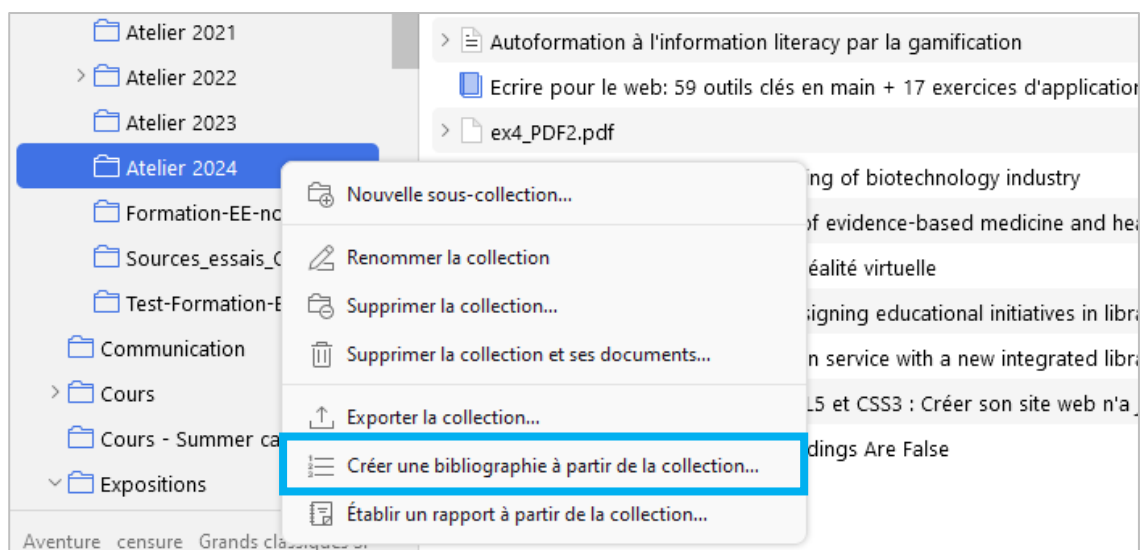 Atelier 2021
Atelier 2022
Atelier 2023
Atelier 2024
Formation-EE-no
Sources_essais_
Test-Formation-E
Communication
Cours
Cours - Summer ca
Expositions
Aventure censure Grands
Autoformation à l'information literacy par la gamification
Ecrire pour le web: 59 outils clés en main + 17 exercices d'application
ex4_PDF2.pdf
ing of biotechnology industry
of evidence-based medicine and hea
éalité virtuelle
signing educational initiatives in libra
n service with a new integrated libra
L5 et CSS3 : Créer son site web n'a
dings Are False
Nouvelle sous-collection...
Renommer la collection
Supprimer la collection...
Supprimer la collection et ses documents...
Exporter la collection...
Créer une bibliographie à partir de la collection...
Établir un rapport à partir de la collection...